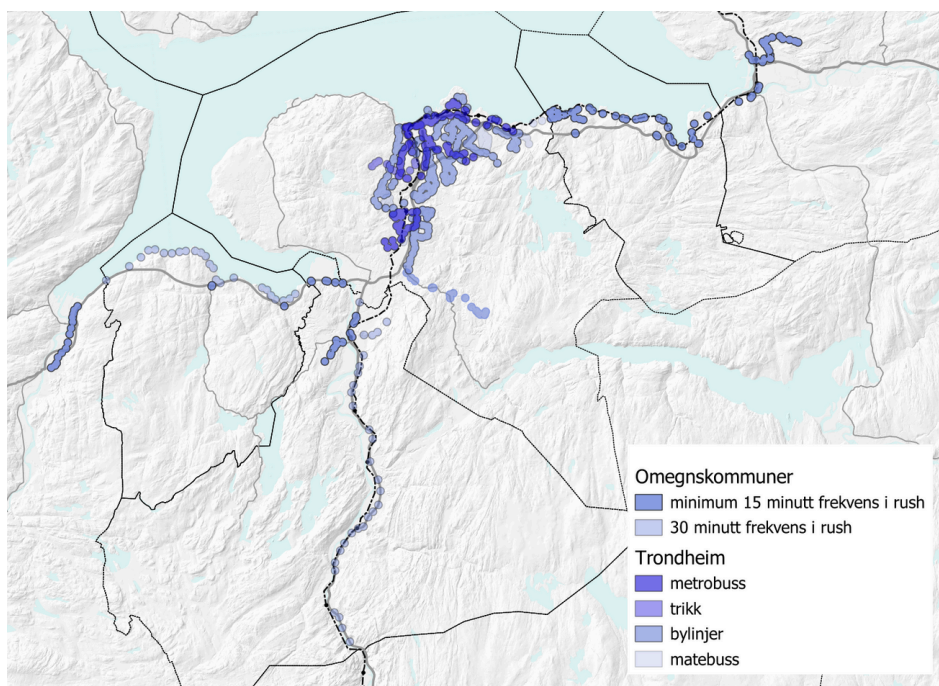 Omegnskommuner
minimum 15 minutt frekvens i rush
30 minutt frekvens i rush
Trondheim
metrobuss
trikk
bylinjer
matebuss